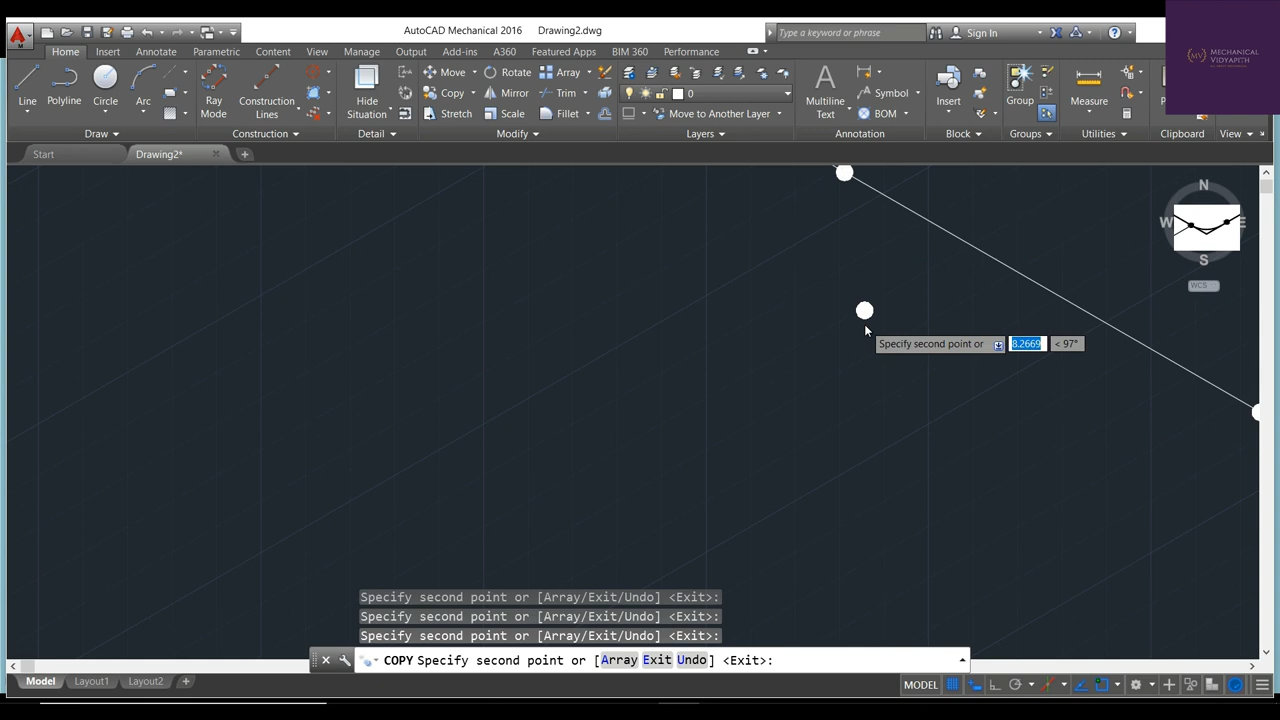 AutoCAD Mechanical 2016 Drawing2.dwg
Type a keyword or phrase
Sign In
MECHANICAL
VIDYAPITH
MV
M
Home Insert Annotate Parametric Content View Manage Output Add-ins A360 Featured Apps BIM 360 Performance
Line Polyline Circle Arc
Ray
Mode
Construction
Lines
Hide
Situation
Move Rotate Array
Copy Mirror Trim
Stretch Scale Fillet
0
Move to Another Layer
Multiline
Text
Symbol
BOM
Insert
Group
Measure
Draw Construction Detail Modify Layers Annotation Block Groups Utilities Clipboard View
Start Drawing2*
N
W E
S
WCS
Specify second point or 8.2669 < 97°
Specify second point or [Array/Exit/Undo] <Exit>:
Specify second point or [Array/Exit/Undo] <Exit>:
Specify second point or [Array/Exit/Undo] <Exit>:
COPY Specify second point or [Array Exit Undo] <Exit>:
Model Layout1 Layout2
MODEL